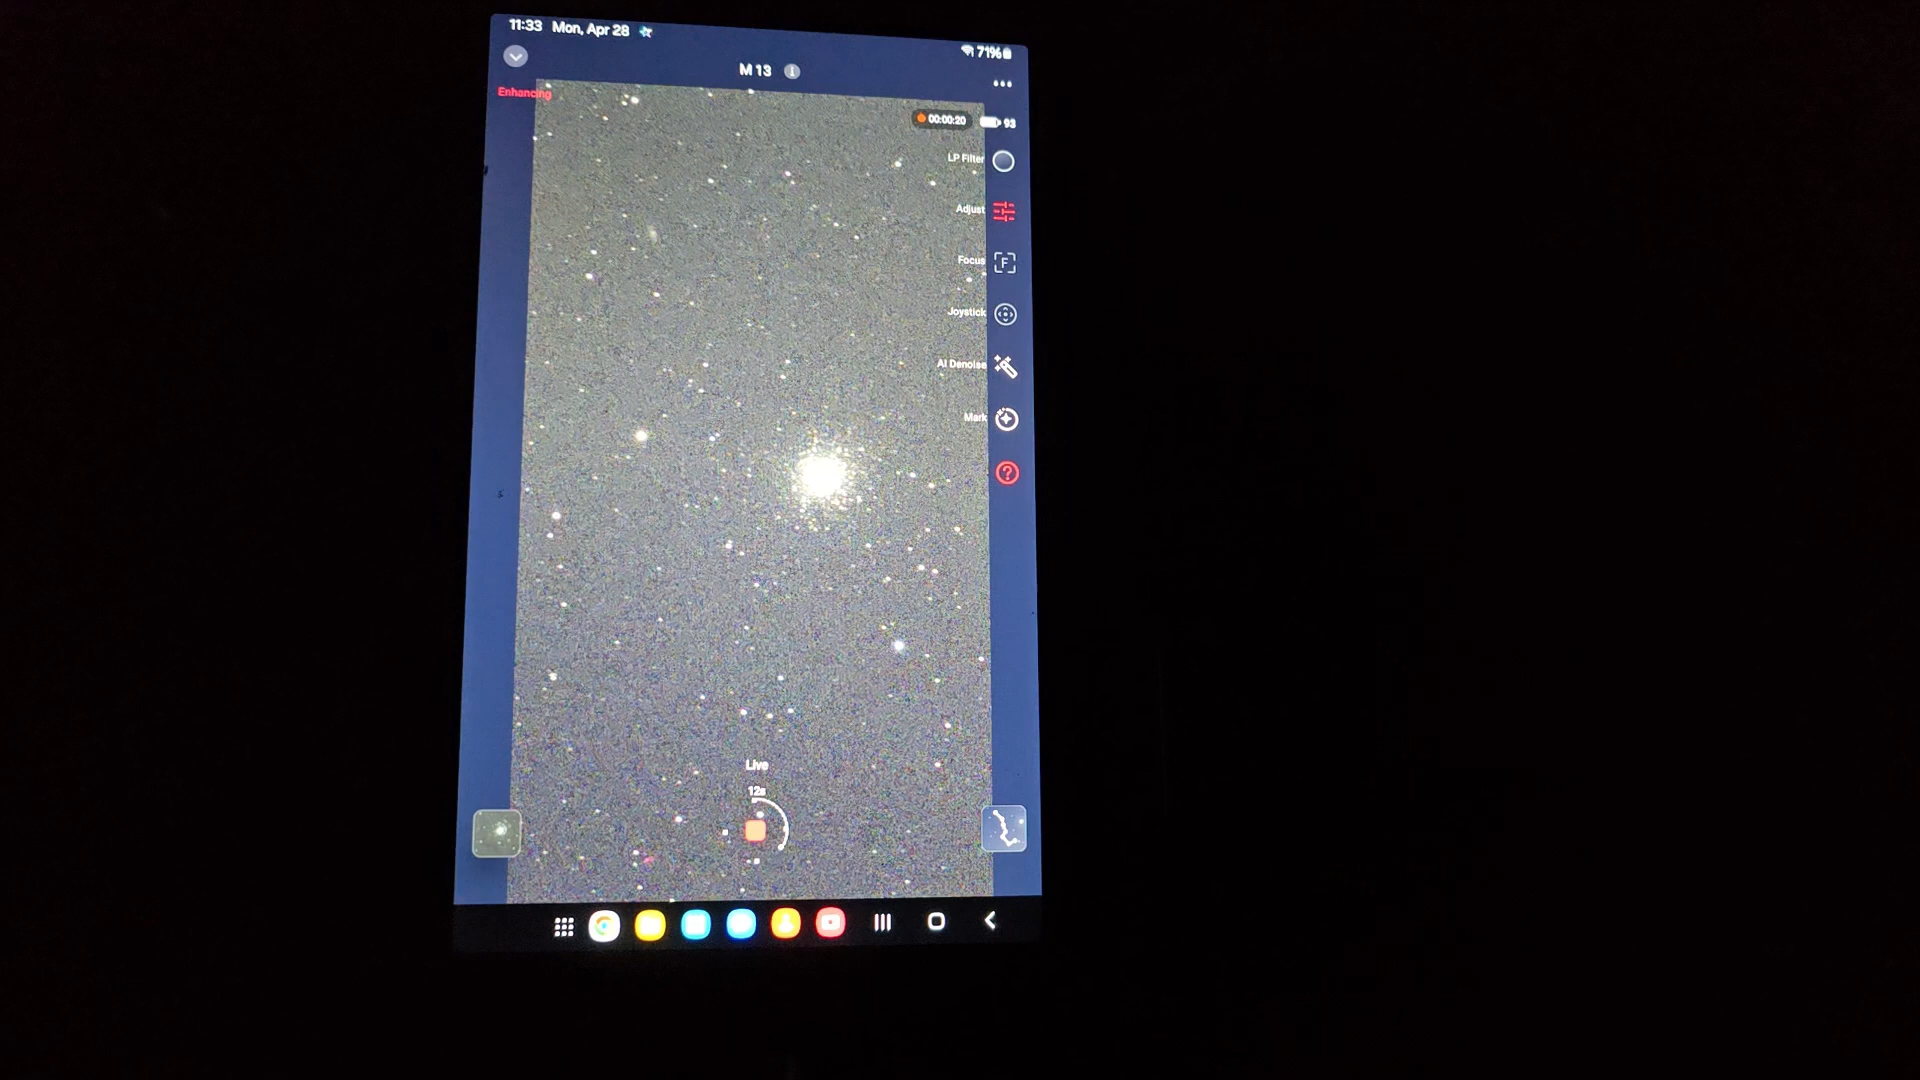 11:33 Mon, Apr 28
71%
M 13
Enhancing
00:00:20
93
LP Filter
Adjust
Focus
F
Joystick
AI Denoise
Mark
?
Live
12s